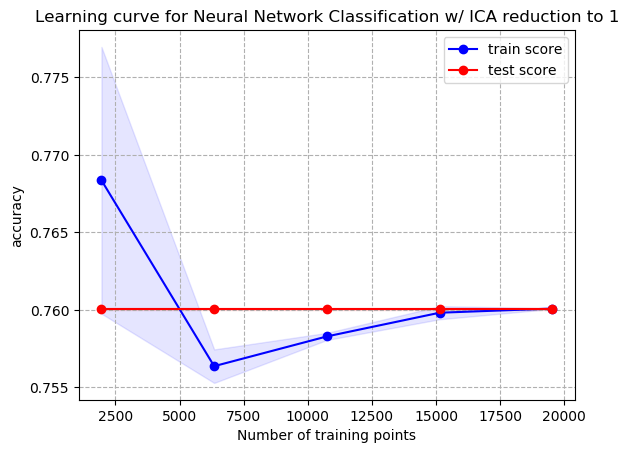 Learning curve for Neural Network Classification w/ ICA reduction to 1
train score
test score
0.775
0.770
0.765
0.760
0.755
accuracy
2500 5000 7500 10000 12500 15000 17500 20000
Number of training points